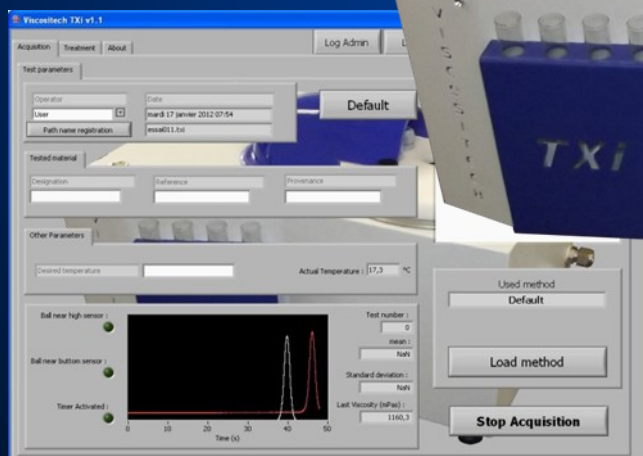 Viscositech TXi v1.1
Log Admin
Acquisition Treatment About
Test parameters
Operator Date
User mardi 17 janvier 2012 07:54 Default
Path name registration essai011.txi
Tested material
Designation Reference Provenance
Other Parameters
Desired temperature Actual Temperature : 17,3 °C
Ball near high sensor :
Ball near buttom sensor :
Timer Activated :
0 10 20 30 40 50
Time (s)
Test number :
0
mean :
NaN
Standard deviation :
NaN
Last Viscosity (mPas) :
1160,3
TXi
VISCOSITECH
Used method
Default
Load method
Stop Acquisition